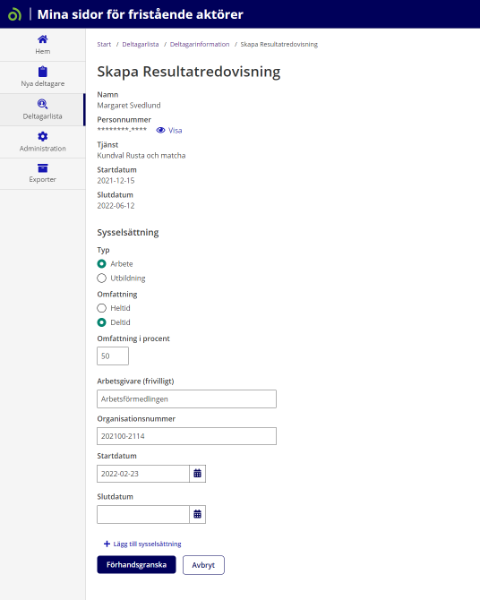 Mina sidor för fristående aktörer
Hem
Nya deltagare
Deltagarlista
Administration
Exporter
Start / Deltagarlista / Deltagarinformation / Skapa Resultatredovisning
Skapa Resultatredovisning
Namn
Margaret Svedlund
Personnummer
********-**** Visa
Tjänst
Kundval Rusta och matcha
Startdatum
2021-12-15
Slutdatum
2022-06-12
Sysselsättning
Typ
Arbete
Utbildning
Omfattning
Heltid
Deltid
Omfattning i procent
50
Arbetsgivare (frivilligt)
Arbetsförmedlingen
Organisationsnummer
202100-2114
Startdatum
2022-02-23
Slutdatum
+ Lägg till sysselsättning
Förhandsgranska
Avbryt